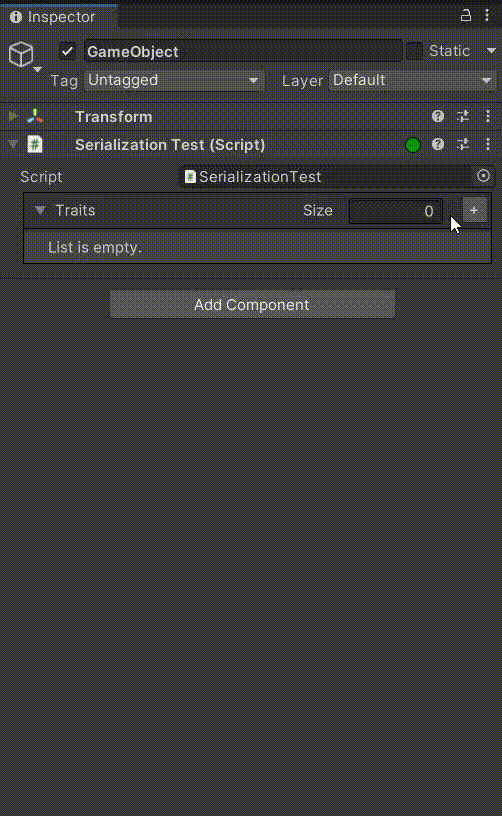 Inspector
GameObject Static
Tag Untagged Layer Default
Transform
# Serialization Test (Script)
Script # SerializationTest
Traits Size 0 +
List is empty.
Add Component